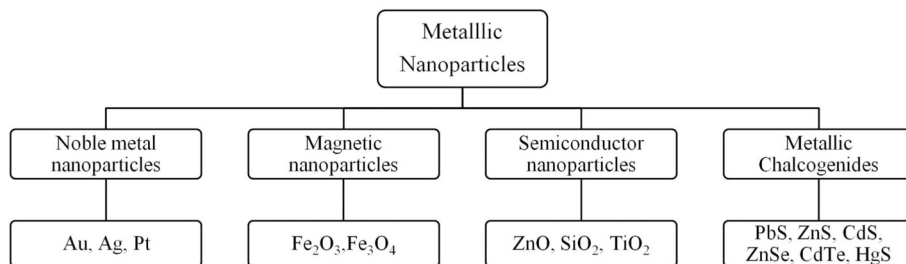 Metalllic
Nanoparticles
Noble metal
nanoparticles
Magnetic
nanoparticles
Semiconductor
nanoparticles
Metallic
Chalcogenides
Au, Ag, Pt
Fe₂O₃,Fe₃O₄
ZnO, SiO₂, TiO₂
PbS, ZnS, CdS,
ZnSe, CdTe, HgS